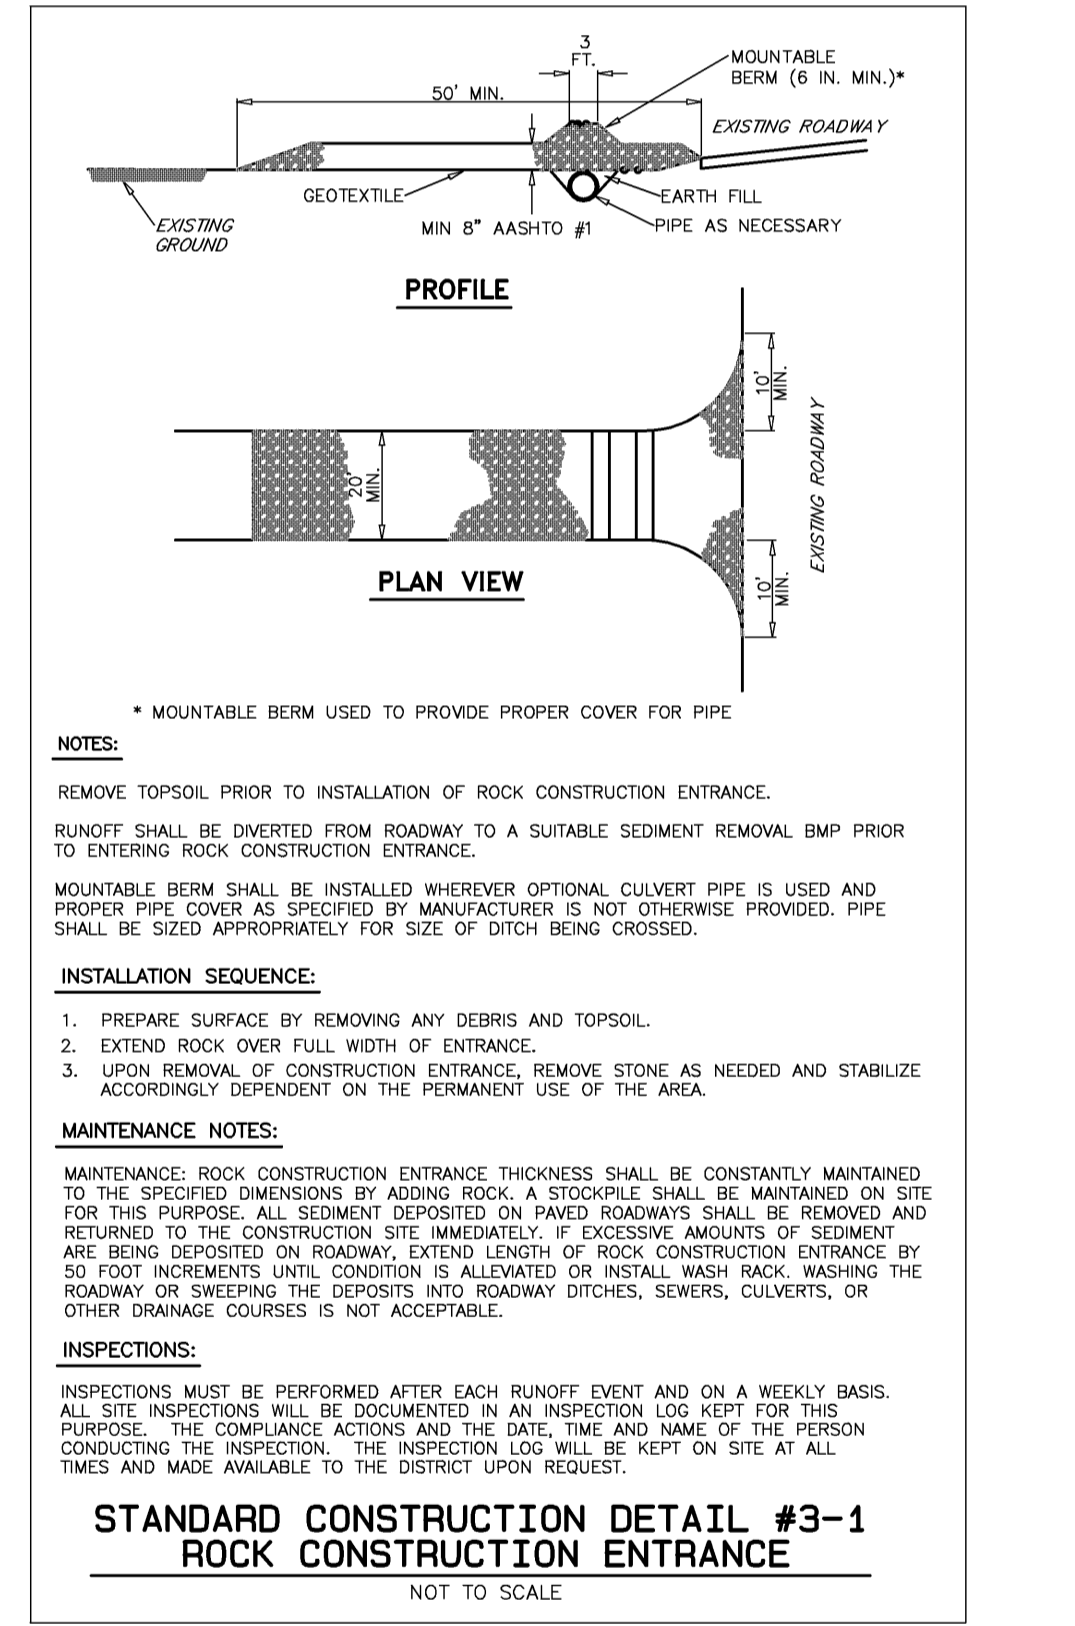 3
FT.
MOUNTABLE
BERM (6 IN. MIN.)*
50' MIN.
EXISTING ROADWAY
GEOTEXTILE
EARTH FILL
EXISTING
GROUND
MIN 8" AASHTO #1
PIPE AS NECESSARY
PROFILE
10'
MIN.
EXISTING ROADWAY
20'
MIN.
PLAN VIEW
10'
MIN.
* MOUNTABLE BERM USED TO PROVIDE PROPER COVER FOR PIPE
NOTES:
REMOVE TOPSOIL PRIOR TO INSTALLATION OF ROCK CONSTRUCTION ENTRANCE.
RUNOFF SHALL BE DIVERTED FROM ROADWAY TO A SUITABLE SEDIMENT REMOVAL BMP PRIOR
TO ENTERING ROCK CONSTRUCTION ENTRANCE.
MOUNTABLE BERM SHALL BE INSTALLED WHEREVER OPTIONAL CULVERT PIPE IS USED AND
PROPER PIPE COVER AS SPECIFIED BY MANUFACTURER IS NOT OTHERWISE PROVIDED. PIPE
SHALL BE SIZED APPROPRIATELY FOR SIZE OF DITCH BEING CROSSED.
INSTALLATION SEQUENCE:
1. PREPARE SURFACE BY REMOVING ANY DEBRIS AND TOPSOIL.
2. EXTEND ROCK OVER FULL WIDTH OF ENTRANCE.
3. UPON REMOVAL OF CONSTRUCTION ENTRANCE, REMOVE STONE AS NEEDED AND STABILIZE
ACCORDINGLY DEPENDENT ON THE PERMANENT USE OF THE AREA.
MAINTENANCE NOTES:
MAINTENANCE: ROCK CONSTRUCTION ENTRANCE THICKNESS SHALL BE CONSTANTLY MAINTAINED
TO THE SPECIFIED DIMENSIONS BY ADDING ROCK. A STOCKPILE SHALL BE MAINTAINED ON SITE
FOR THIS PURPOSE. ALL SEDIMENT DEPOSITED ON PAVED ROADWAYS SHALL BE REMOVED AND
RETURNED TO THE CONSTRUCTION SITE IMMEDIATELY. IF EXCESSIVE AMOUNTS OF SEDIMENT
ARE BEING DEPOSITED ON ROADWAY, EXTEND LENGTH OF ROCK CONSTRUCTION ENTRANCE BY
50 FOOT INCREMENTS UNTIL CONDITION IS ALLEVIATED OR INSTALL WASH RACK. WASHING THE
ROADWAY OR SWEEPING THE DEPOSITS INTO ROADWAY DITCHES, SEWERS, CULVERTS, OR
OTHER DRAINAGE COURSES IS NOT ACCEPTABLE.
INSPECTIONS:
INSPECTIONS MUST BE PERFORMED AFTER EACH RUNOFF EVENT AND ON A WEEKLY BASIS.
ALL SITE INSPECTIONS WILL BE DOCUMENTED IN AN INSPECTION LOG KEPT FOR THIS
PURPOSE. THE COMPLIANCE ACTIONS AND THE DATE, TIME AND NAME OF THE PERSON
CONDUCTING THE INSPECTION. THE INSPECTION LOG WILL BE KEPT ON SITE AT ALL
TIMES AND MADE AVAILABLE TO THE DISTRICT UPON REQUEST.
STANDARD CONSTRUCTION DETAIL #3-1
ROCK CONSTRUCTION ENTRANCE
NOT TO SCALE